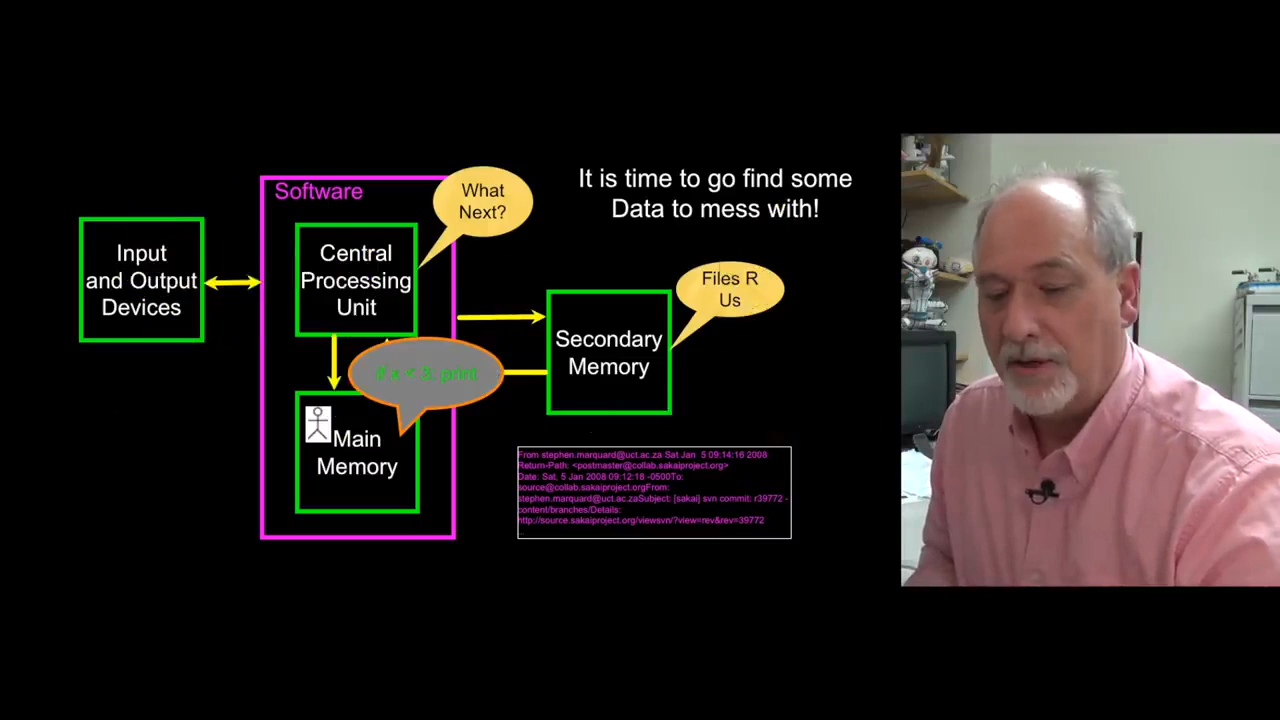 Software
What
Next?
It is time to go find some
Data to mess with!
Input
and Output
Devices
Central
Processing
Unit
Files R
Us
Secondary
Memory
if x < 3: print
Main
Memory
From stephen.marquard@uct.ac.za Sat Jan 5 09:14:16 2008
Return-Path: <postmaster@collab.sakaiproject.org>
Date: Sat, 5 Jan 2008 09:12:18 -0500To:
source@collab.sakaiproject.orgFrom:
stephen.marquard@uct.ac.zaSubject: [sakai] svn commit: r39772 -
content/branches/Details:
http://source.sakaiproject.org/viewsvn/?view=rev&rev=39772
...